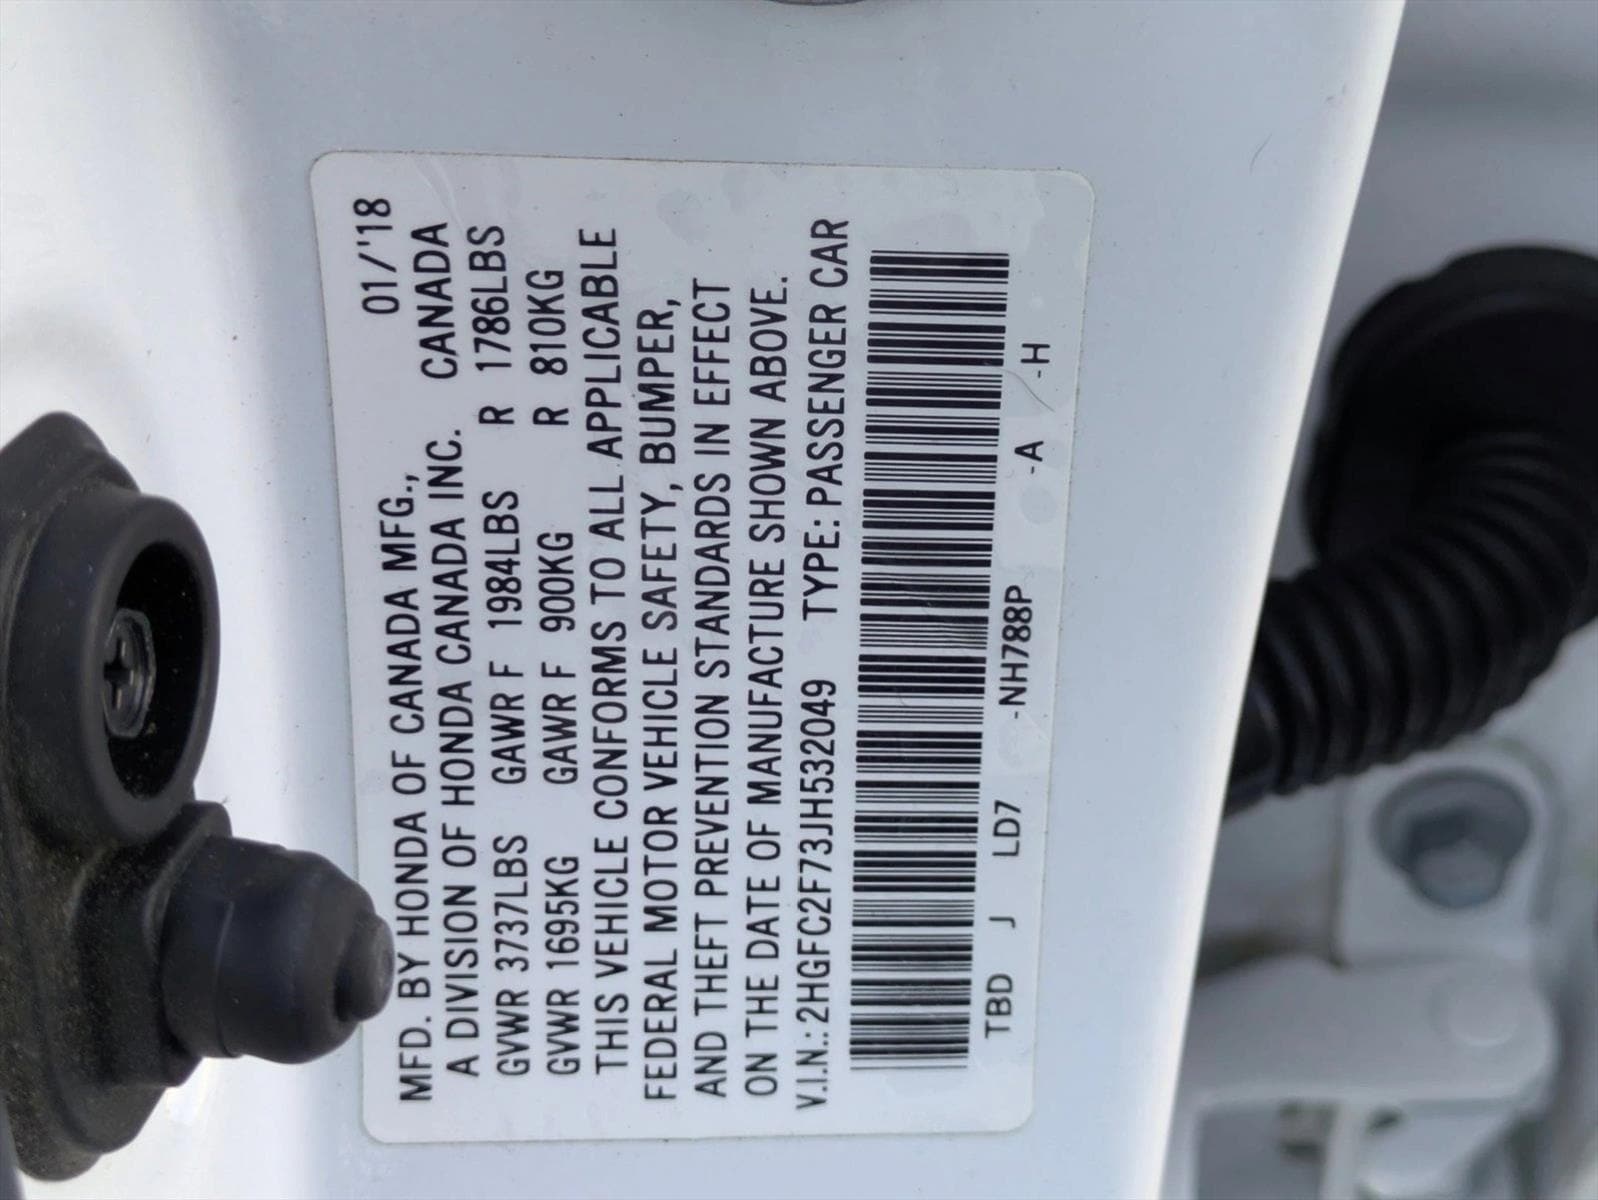 01/'18
MFD. BY HONDA OF CANADA MFG.,
A DIVISION OF HONDA CANADA INC. CANADA
GVWR 3737LBS GAWR F 1984LBS R 1786LBS
GVWR 1695KG GAWR F 900KG R 810KG
THIS VEHICLE CONFORMS TO ALL APPLICABLE
FEDERAL MOTOR VEHICLE SAFETY, BUMPER,
AND THEFT PREVENTION STANDARDS IN EFFECT
ON THE DATE OF MANUFACTURE SHOWN ABOVE.
V.I.N.: 2HGFC2F73JH532049 TYPE: PASSENGER CAR
TBD J LD7 -NH788P -A -H